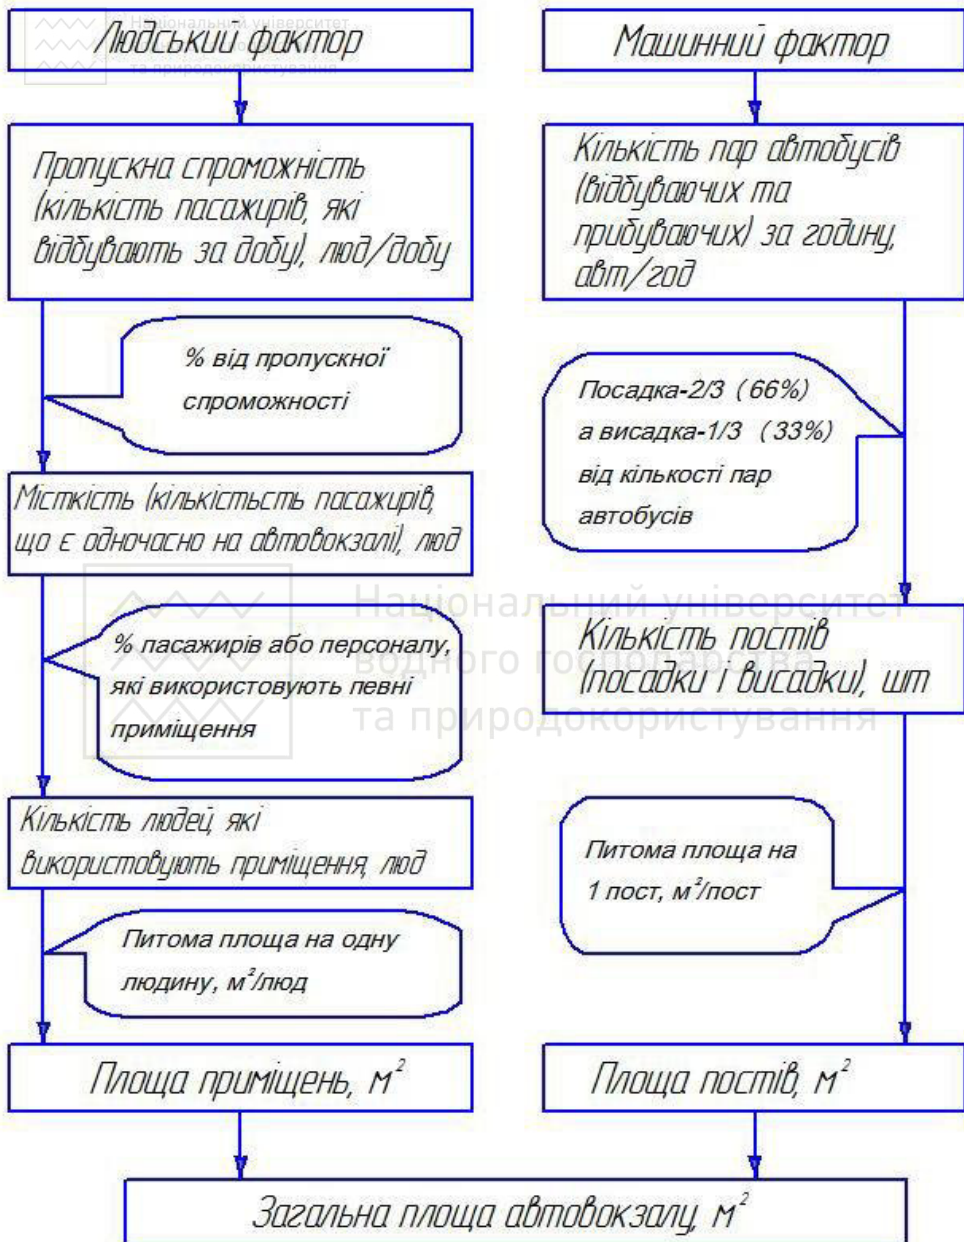 Людський фактор
Пропускна спроможність
(кількість пасажирів, які
відбувають за добу), люд/добу
% від пропускної
спроможності
Місткість (кількістьсть пасажирів,
що є одночасно на автовокзалі), люд
% пасажирів або персоналу,
які використовують певні
приміщення
Кількість людей, які
використовують приміщення, люд
Питома площа на одну
людину, м²/люд
Площа приміщень, м²
Машинний фактор
Кількість пар автобусів
(відбуваючих та
прибуваючих) за годину,
авт/год
Посадка-2/3 (66%)
а висадка-1/3 (33%)
від кількості пар
автобусів
Кількість постів
(посадки і висадки), шт
Питома площа на
1 пост, м²/пост
Площа постів, м²
Загальна площа автовокзалу, м²
Національний університет
водного господарства
та природокористування
Національний університет
та природокористування